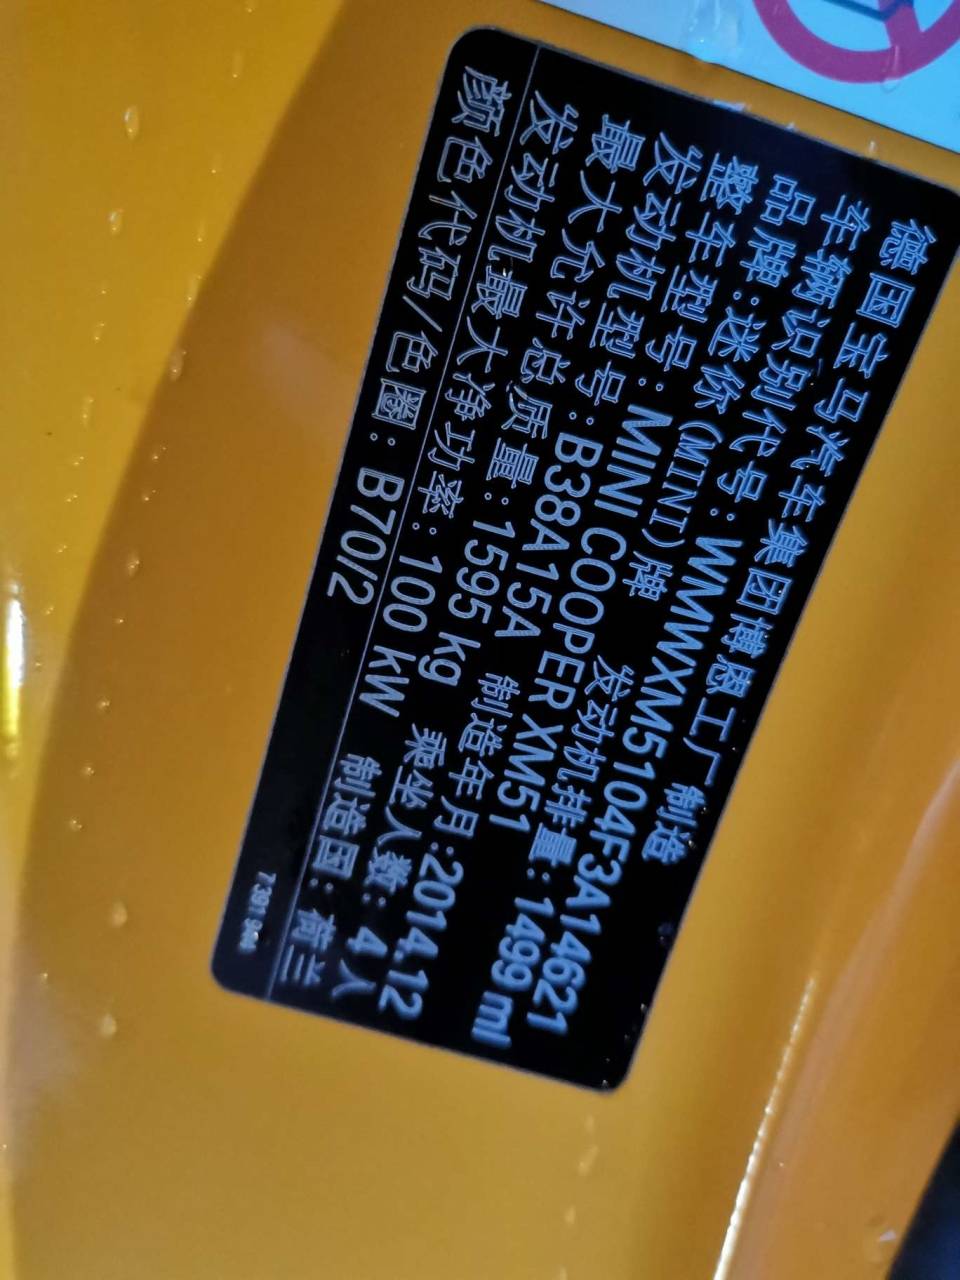 德国宝马汽车集团博恩工厂制造
车辆识别代号：WMWXM5104F3A14621
品牌：迷你(MINI)牌 发动机排量：1499 ml
整车型号：MINI COOPER XM51
发动机型号：B38A15A 制造年月：2014.12
最大允许总质量：1595 kg 乘坐人数：4人
发动机最大净功率：100 kW 制造国：荷兰
颜色代码/色圈：B70/2